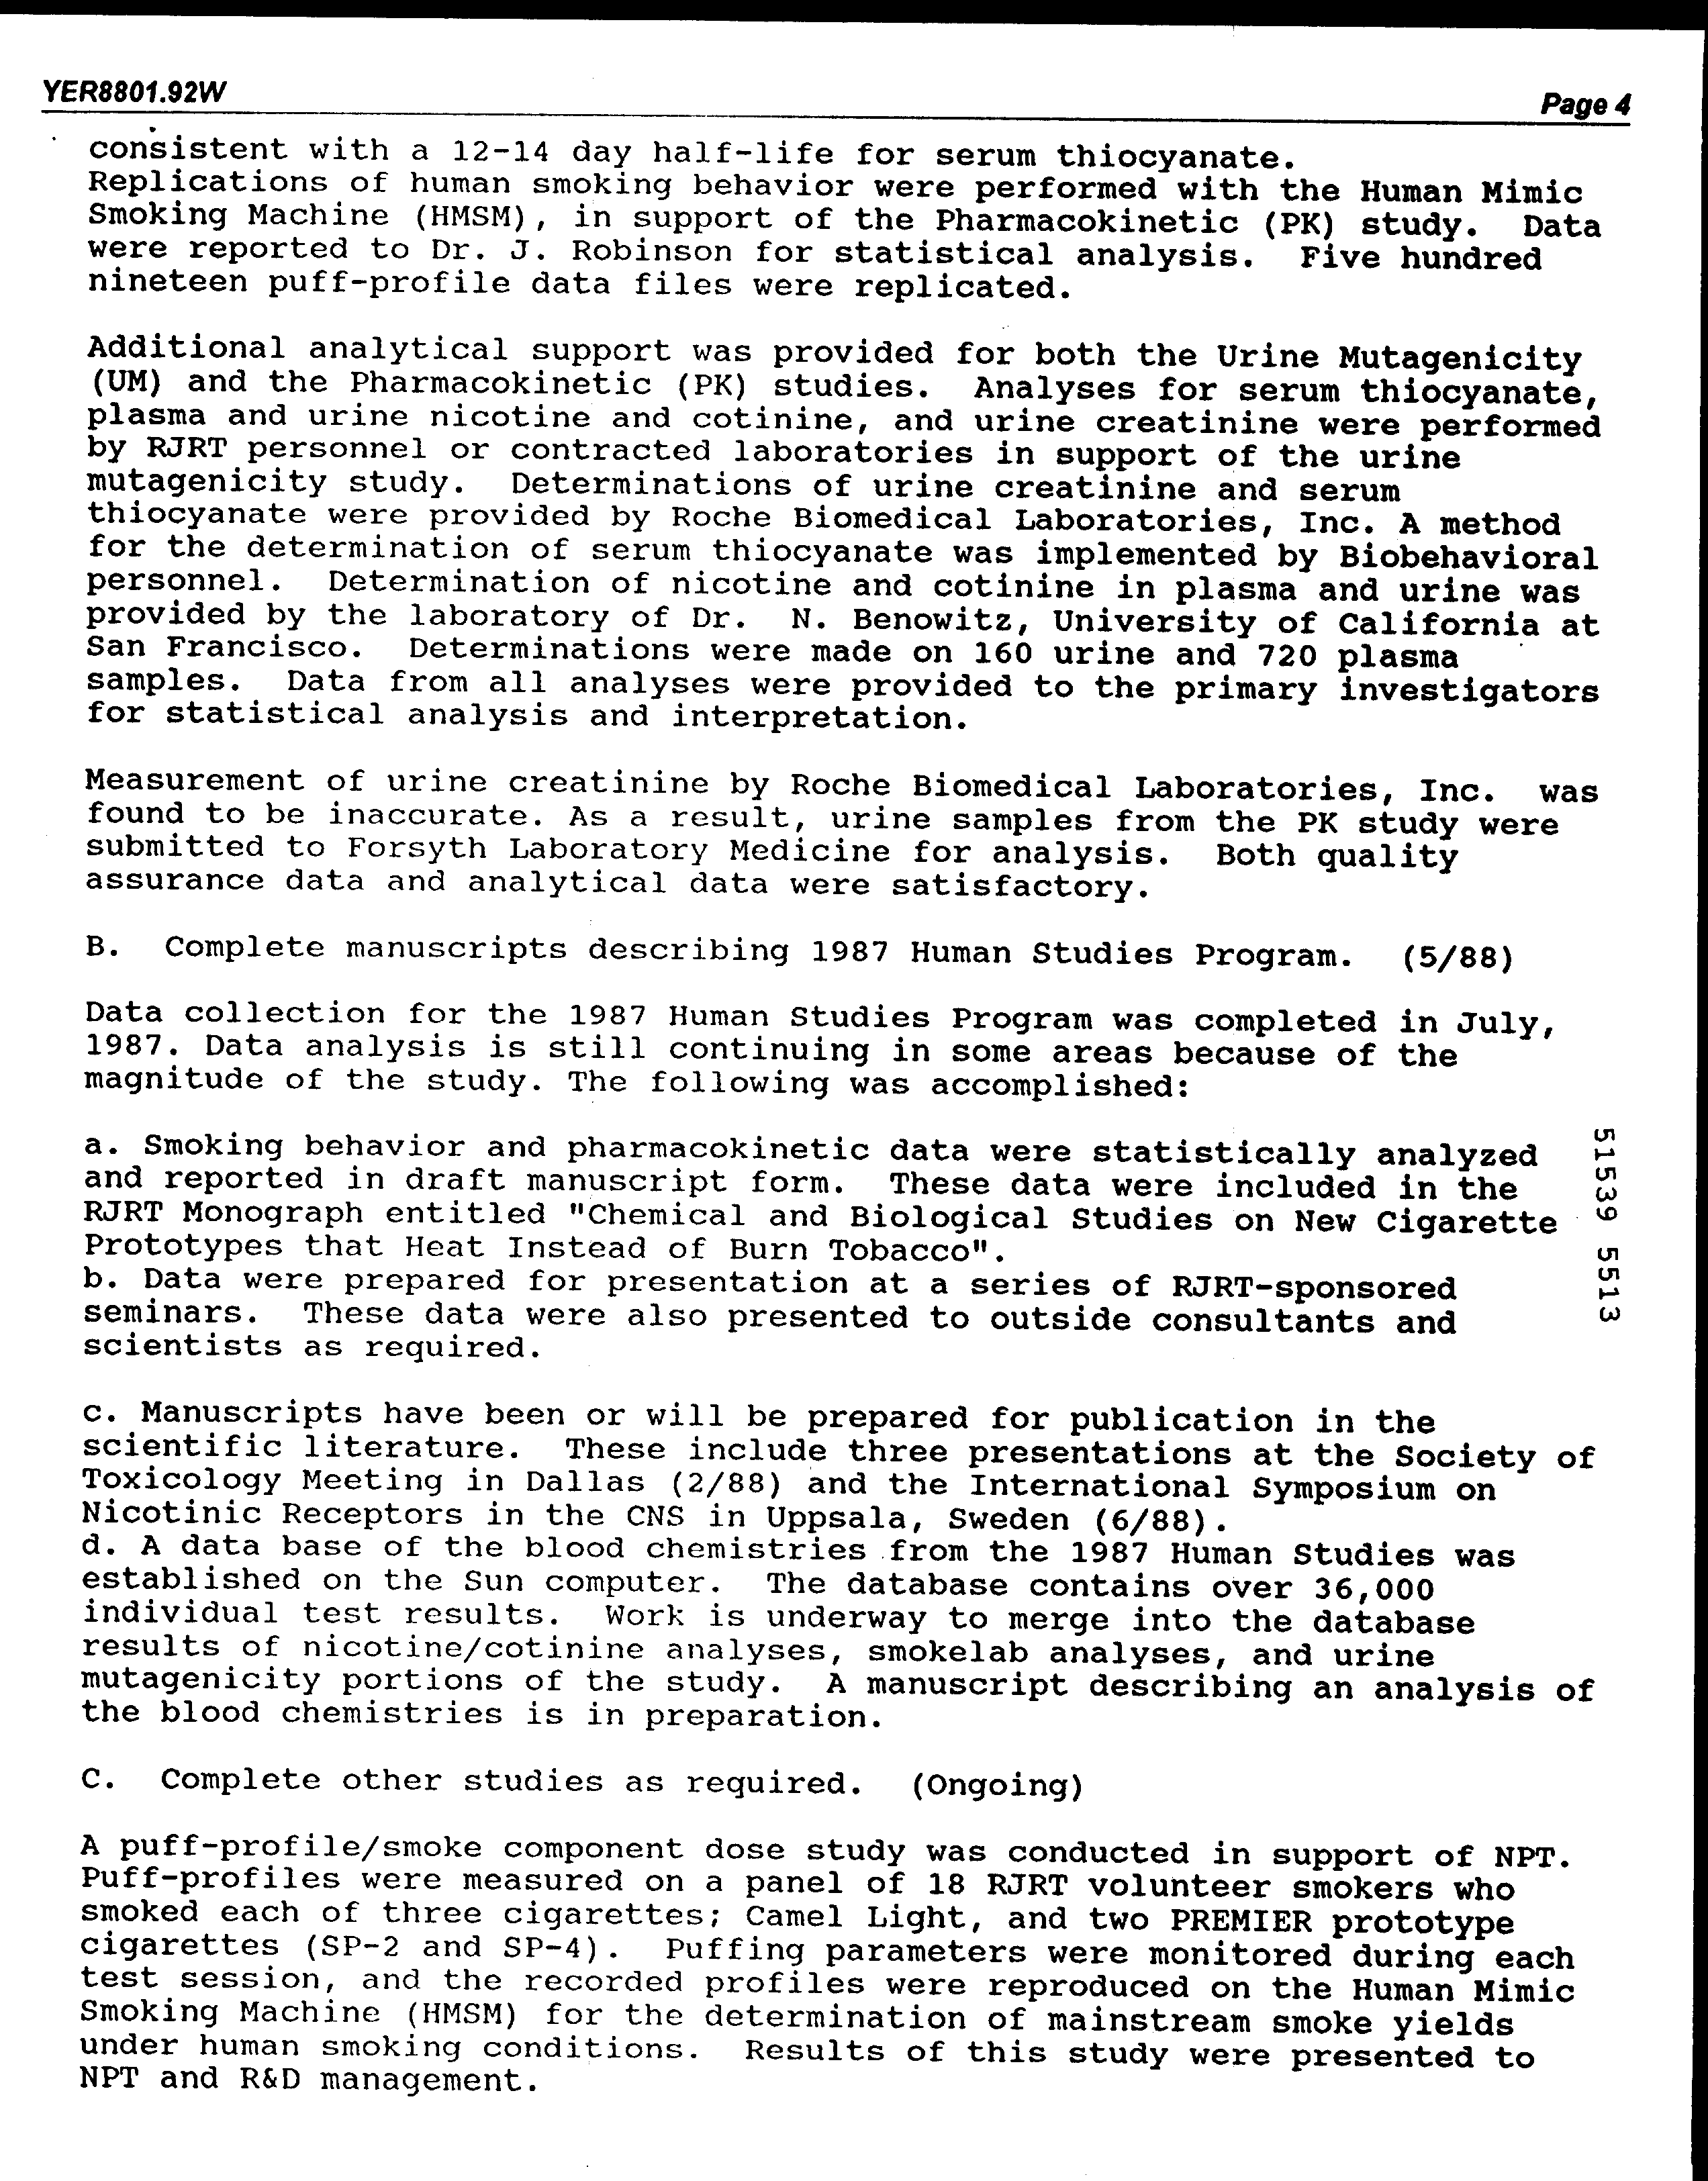 YER8801.92W
Page 4
consistent with a 12-14 day half-life for serum thiocyanate.
Replications of human smoking behavior were performed with the Human Mimic
Smoking Machine (HMSM), in support of the Pharmacokinetic (PK) study.  Data
were reported to Dr. J. Robinson for statistical analysis.  Five hundred
nineteen puff-profile data files were replicated.

Additional analytical support was provided for both the Urine Mutagenicity
(UM) and the Pharmacokinetic (PK) studies.  Analyses for serum thiocyanate,
plasma and urine nicotine and cotinine, and urine creatinine were performed
by RJRT personnel or contracted laboratories in support of the urine
mutagenicity study.  Determinations of urine creatinine and serum
thiocyanate were provided by Roche Biomedical Laboratories, Inc. A method
for the determination of serum thiocyanate was implemented by Biobehavioral
personnel.  Determination of nicotine and cotinine in plasma and urine was
provided by the laboratory of Dr.  N. Benowitz, University of California at
San Francisco.  Determinations were made on 160 urine and 720 plasma
samples.  Data from all analyses were provided to the primary investigators
for statistical analysis and interpretation.

Measurement of urine creatinine by Roche Biomedical Laboratories, Inc.  was
found to be inaccurate. As a result, urine samples from the PK study were
submitted to Forsyth Laboratory Medicine for analysis.  Both quality
assurance data and analytical data were satisfactory.

B.  Complete manuscripts describing 1987 Human Studies Program.  (5/88)

Data collection for the 1987 Human Studies Program was completed in July,
1987. Data analysis is still continuing in some areas because of the
magnitude of the study. The following was accomplished:

a. Smoking behavior and pharmacokinetic data were statistically analyzed
and reported in draft manuscript form.  These data were included in the
RJRT Monograph entitled "Chemical and Biological Studies on New Cigarette
Prototypes that Heat Instead of Burn Tobacco".
b. Data were prepared for presentation at a series of RJRT-sponsored
seminars.  These data were also presented to outside consultants and
scientists as required.

c. Manuscripts have been or will be prepared for publication in the
scientific literature.  These include three presentations at the Society of
Toxicology Meeting in Dallas (2/88) and the International Symposium on
Nicotinic Receptors in the CNS in Uppsala, Sweden (6/88).
d. A data base of the blood chemistries from the 1987 Human Studies was
established on the Sun computer.  The database contains over 36,000
individual test results.  Work is underway to merge into the database
results of nicotine/cotinine analyses, smokelab analyses, and urine
mutagenicity portions of the study.  A manuscript describing an analysis of
the blood chemistries is in preparation.

C.  Complete other studies as required.  (Ongoing)

A puff-profile/smoke component dose study was conducted in support of NPT.
Puff-profiles were measured on a panel of 18 RJRT volunteer smokers who
smoked each of three cigarettes; Camel Light, and two PREMIER prototype
cigarettes (SP-2 and SP-4).  Puffing parameters were monitored during each
test session, and the recorded profiles were reproduced on the Human Mimic
Smoking Machine (HMSM) for the determination of mainstream smoke yields
under human smoking conditions.  Results of this study were presented to
NPT and R&D management.
51539 5513